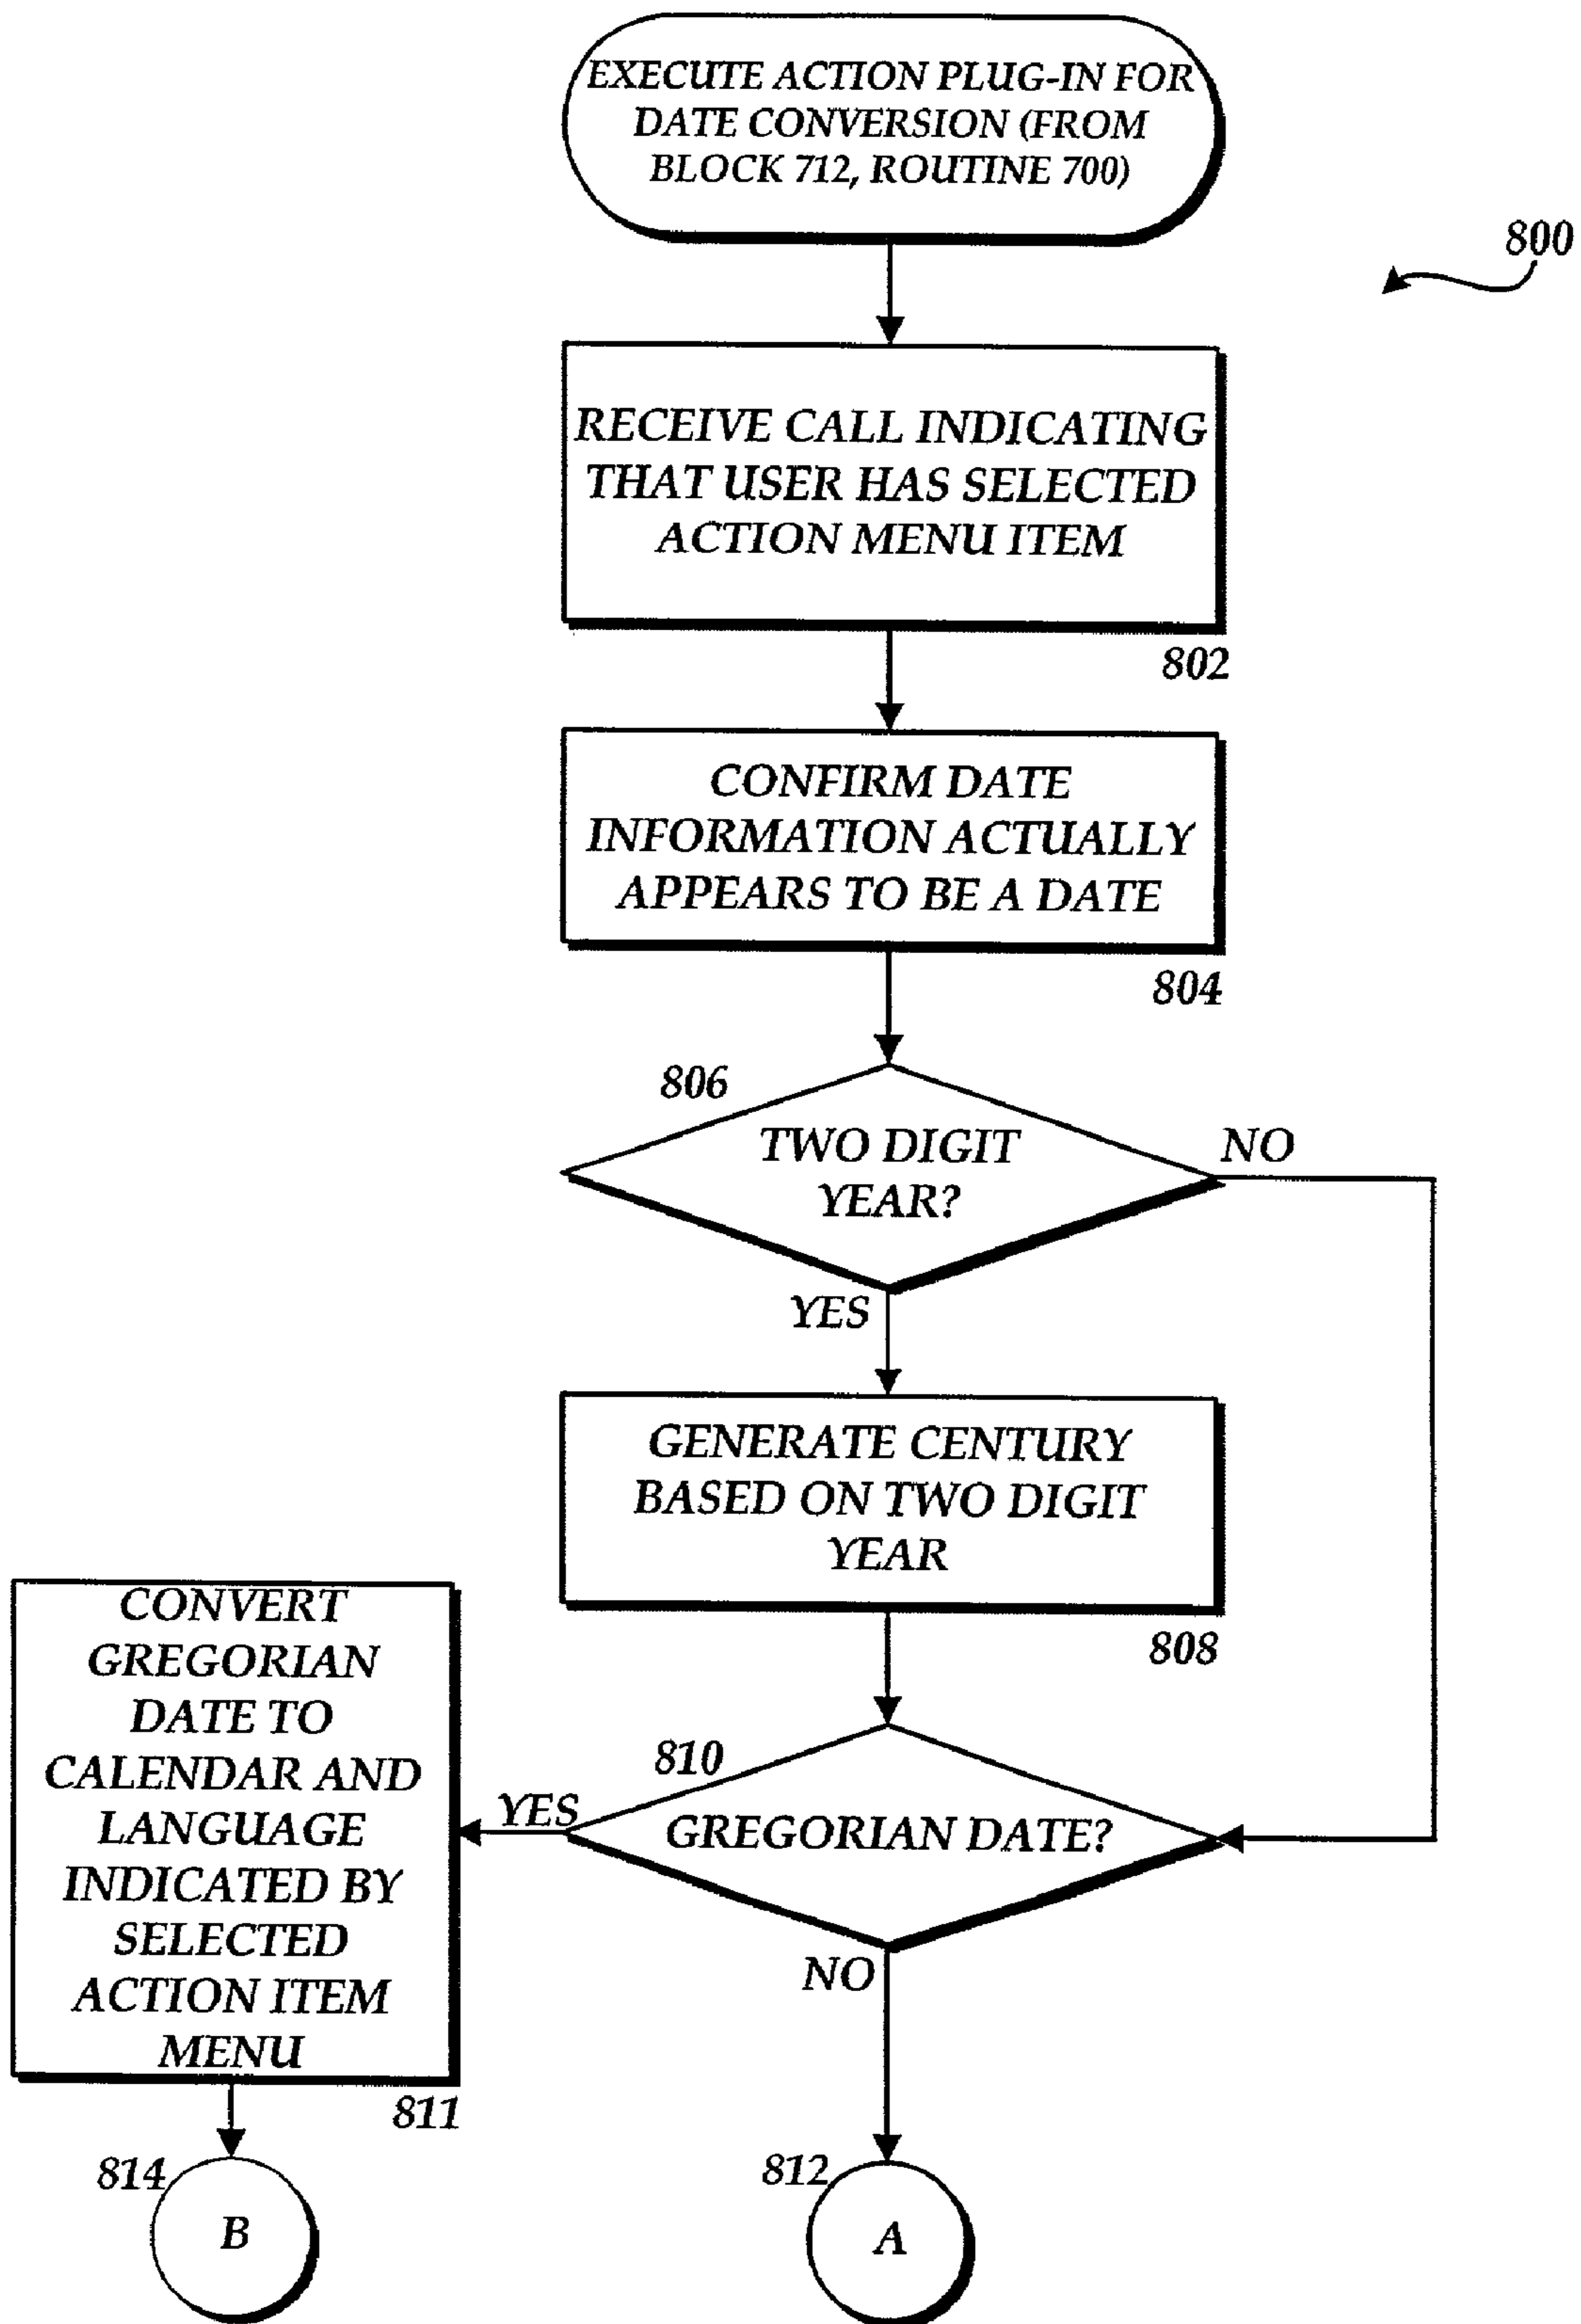 EXECUTE ACTION PLUG-IN FOR
DATE CONVERSION (FROM
BLOCK 712, ROUTINE 700)
800
RECEIVE CALL INDICATING
THAT USER HAS SELECTED
ACTION MENU ITEM
802
CONFIRM DATE
INFORMATION ACTUALLY
APPEARS TO BE A DATE
804
806
TWO DIGIT
YEAR?
NO
YES
GENERATE CENTURY
BASED ON TWO DIGIT
YEAR
808
810
GREGORIAN DATE?
YES
NO
CONVERT
GREGORIAN
DATE TO
CALENDAR AND
LANGUAGE
INDICATED BY
SELECTED
ACTION ITEM
MENU
811
814
B
812
A